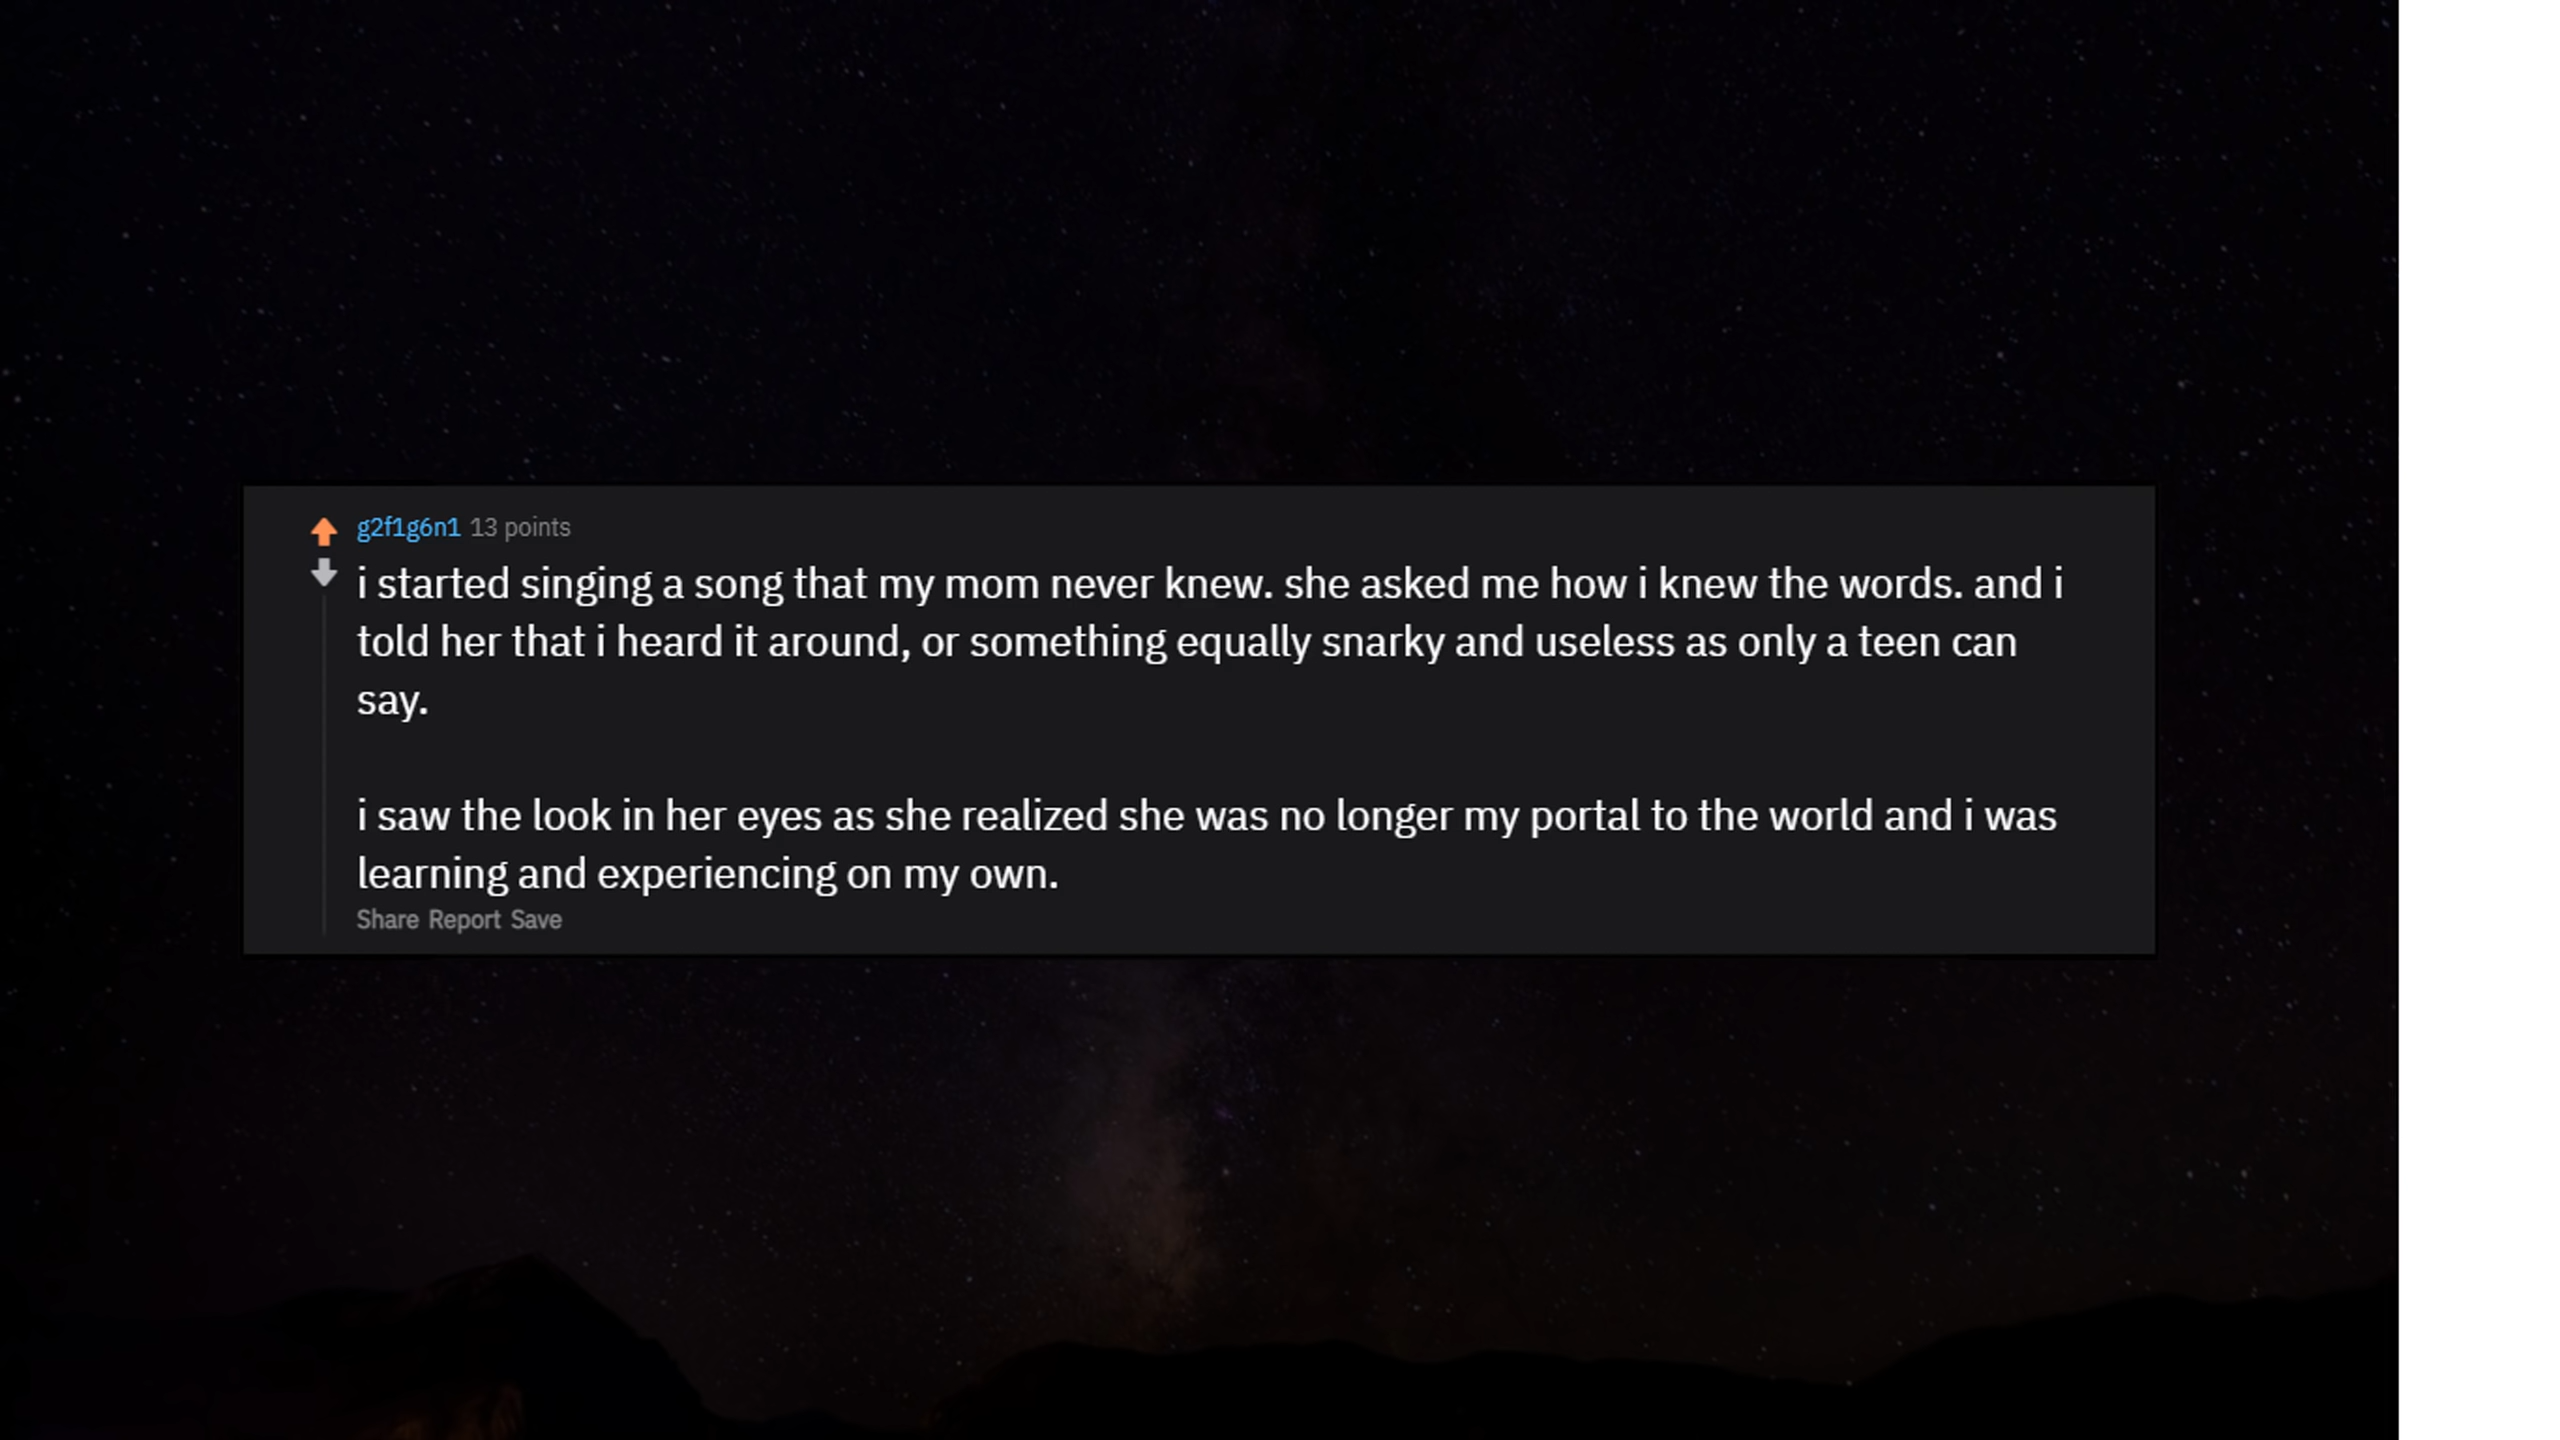 g2f1g6n1 13 points
i started singing a song that my mom never knew. she asked me how i knew the words. and i
told her that i heard it around, or something equally snarky and useless as only a teen can
say.
i saw the look in her eyes as she realized she was no longer my portal to the world and i was
learning and experiencing on my own.
Share Report Save